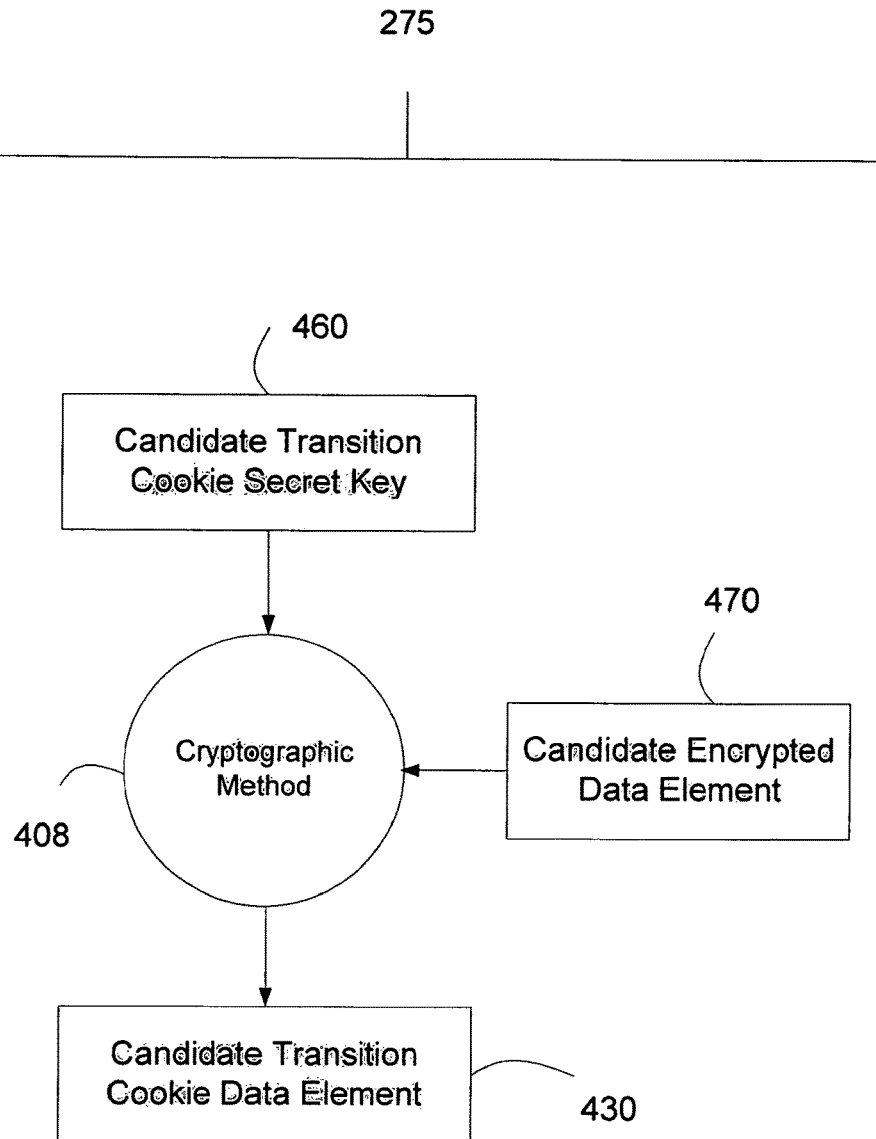 275
460
Candidate Transition
Cookie Secret Key
470
Cryptographic
Method
Candidate Encrypted
Data Element
408
Candidate Transition
Cookie Data Element
430